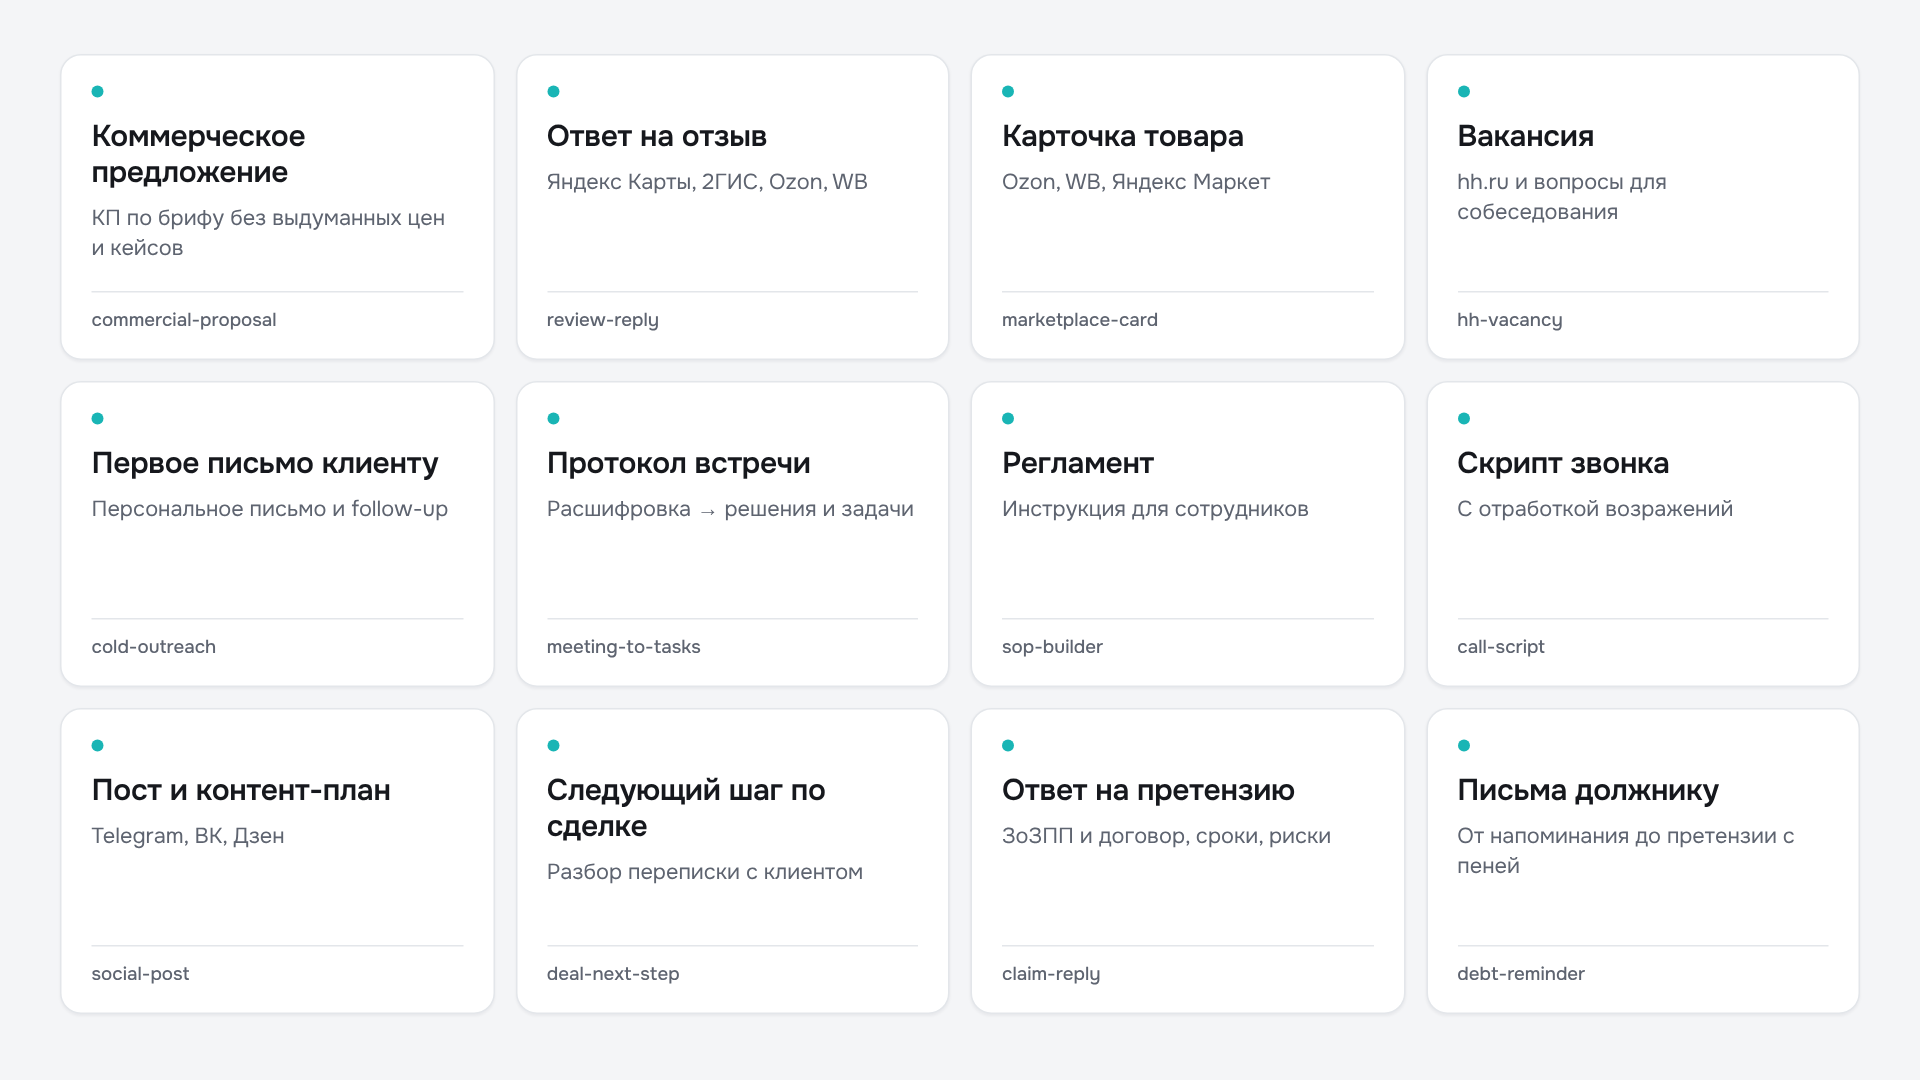 Коммерческое
предложение
КП по брифу без выдуманных цен
и кейсов
commercial-proposal
Ответ на отзыв
Яндекс Карты, 2ГИС, Ozon, WB
review-reply
Карточка товара
Ozon, WB, Яндекс Маркет
marketplace-card
Вакансия
hh.ru и вопросы для
собеседования
hh-vacancy
Первое письмо клиенту
Персональное письмо и follow-up
cold-outreach
Протокол встречи
Расшифровка → решения и задачи
meeting-to-tasks
Регламент
Инструкция для сотрудников
sop-builder
Скрипт звонка
С отработкой возражений
call-script
Пост и контент-план
Telegram, ВК, Дзен
social-post
Следующий шаг по
сделке
Разбор переписки с клиентом
deal-next-step
Ответ на претензию
ЗоЗПП и договор, сроки, риски
claim-reply
Письма должнику
От напоминания до претензии с
пеней
debt-reminder